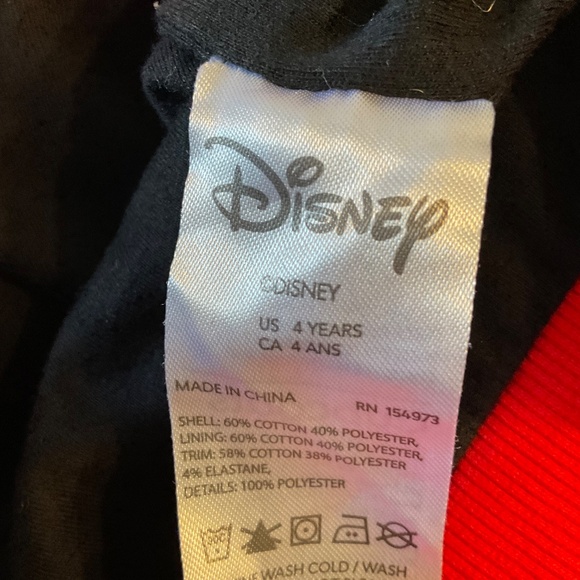 Disney
©DISNEY
US 4 YEARS
CA 4 ANS
MADE IN CHINA
RN 154973
SHELL: 60% COTTON 40% POLYESTER,
LINING: 60% COTTON 40% POLYESTER,
TRIM: 58% COTTON 38% POLYESTER
4% ELASTANE,
DETAILS: 100% POLYESTER
WASH COLD / WASH